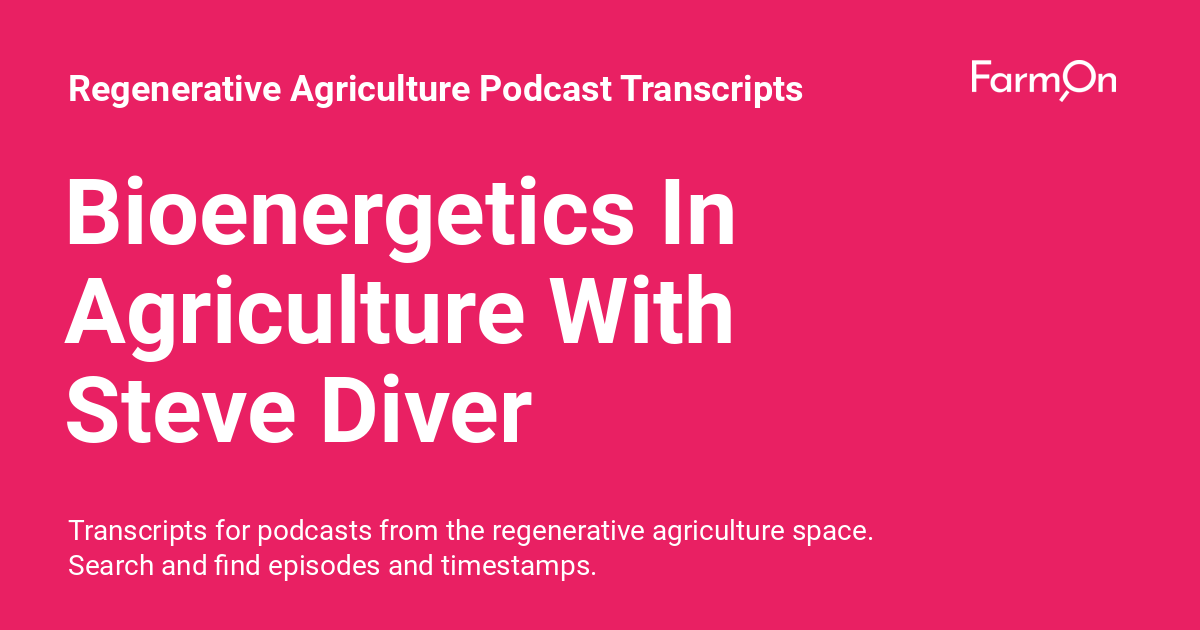 Regenerative Agriculture Podcast Transcripts
FarmOn
Bioenergetics In
Agriculture With
Steve Diver
Transcripts for podcasts from the regenerative agriculture space.
Search and find episodes and timestamps.